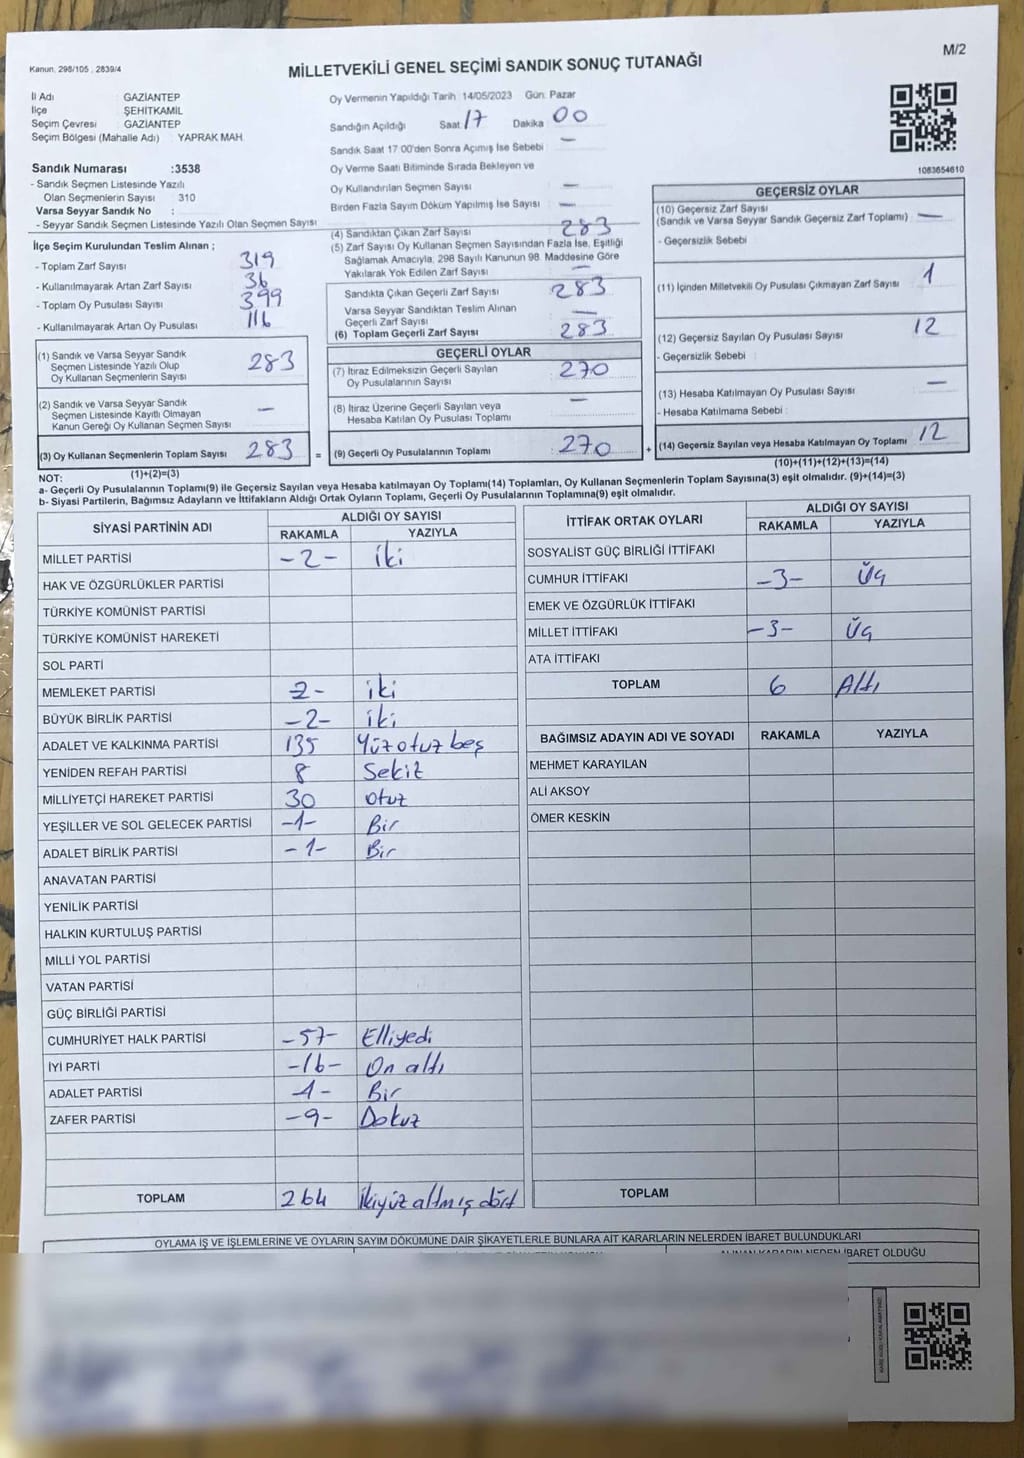 Kanun, 298/105 , 2839/4
M/2
MİLLETVEKİLİ GENEL SEÇİMİ SANDIK SONUÇ TUTANAĞI
İl Adı : GAZİANTEP
İlçe : ŞEHİTKAMİL
Seçim Çevresi : GAZİANTEP
Seçim Bölgesi (Mahalle Adı) : YAPRAK MAH.
Sandık Numarası :3538
- Sandık Seçmen Listesinde Yazılı
Olan Seçmenlerin Sayısı : 310
Varsa Seyyar Sandık No :
- Seyyar Sandık Seçmen Listesinde Yazılı Olan Seçmen Sayısı :
İlçe Seçim Kurulundan Teslim Alınan ;
- Toplam Zarf Sayısı 319
- Kullanılmayarak Artan Zarf Sayısı 36
- Toplam Oy Pusulası Sayısı 399
- Kullanılmayarak Artan Oy Pusulası 116
(1) Sandık ve Varsa Seyyar Sandık
Seçmen Listesinde Yazılı Olup
Oy Kullanan Seçmenlerin Sayısı 283
(2) Sandık ve Varsa Seyyar Sandık
Seçmen Listesinde Kayıtlı Olmayan
Kanun Gereği Oy Kullanan Seçmen Sayısı —
(3) Oy Kullanan Seçmenlerin Toplam Sayısı 283
(1)+(2)=(3)
Oy Vermenin Yapıldığı Tarih :14/05/2023 Gün: Pazar
Sandığın Açıldığı Saat 17 Dakika 00
Sandık Saat 17:00'den Sonra Açımış İse Sebebi : —
Oy Verme Saati Bitiminde Sırada Bekleyen ve
Oy Kullandırılan Seçmen Sayısı —
Birden Fazla Sayım Döküm Yapılmış İse Sayısı : —
(4) Sandıktan Çıkan Zarf Sayısı 283
(5) Zarf Sayısı Oy Kullanan Seçmen Sayısından Fazla İse, Eşitliği
Sağlamak Amacıyla, 298 Sayılı Kanunun 98. Maddesine Göre
Yakılarak Yok Edilen Zarf Sayısı —
Sandıkta Çıkan Geçerli Zarf Sayısı 283
Varsa Seyyar Sandıktan Teslim Alınan
Geçerli Zarf Sayısı —
(6) Toplam Geçerli Zarf Sayısı 283
GEÇERLİ OYLAR
(7) İtiraz Edilmeksizin Geçerli Sayılan
Oy Pusulalarının Sayısı 270
(8) İtiraz Üzerine Geçerli Sayılan veya
Hesaba Katılan Oy Pusulası Toplamı —
= (9) Geçerli Oy Pusulalarının Toplamı : 270 +
1083654610
GEÇERSİZ OYLAR
(10) Geçersiz Zarf Sayısı
(Sandık ve Varsa Seyyar Sandık Geçersiz Zarf Toplamı) : —
- Geçersizlik Sebebi :
(11) İçinden Milletvekili Oy Pusulası Çıkmayan Zarf Sayısı 1
(12) Geçersiz Sayılan Oy Pusulası Sayısı 12
- Geçersizlik Sebebi :
(13) Hesaba Katılmayan Oy Pusulası Sayısı —
- Hesaba Katılmama Sebebi :
(14) Geçersiz Sayılan veya Hesaba Katılmayan Oy Toplamı 12
(10)+(11)+(12)+(13)=(14)
NOT:
a- Geçerli Oy Pusulalarının Toplamı(9) ile Geçersiz Sayılan veya Hesaba katılmayan Oy Toplamı(14) Toplamları, Oy Kullanan Seçmenlerin Toplam Sayısına(3) eşit olmalıdır. (9)+(14)=(3)
b- Siyasi Partilerin, Bağımsız Adayların ve İttifakların Aldığı Ortak Oyların Toplamı, Geçerli Oy Pusulalarının Toplamına(9) eşit olmalıdır.
SİYASİ PARTİNİN ADI ALDIĞI OY SAYISI
RAKAMLA YAZIYLA
MİLLET PARTİSİ -2- iki
HAK VE ÖZGÜRLÜKLER PARTİSİ
TÜRKİYE KOMÜNİST PARTİSİ
TÜRKİYE KOMÜNİST HAREKETİ
SOL PARTİ
MEMLEKET PARTİSİ 2- iki
BÜYÜK BİRLİK PARTİSİ -2- iki
ADALET VE KALKINMA PARTİSİ 135 Yüzotuz beş
YENİDEN REFAH PARTİSİ 8 Sekiz
MİLLİYETÇİ HAREKET PARTİSİ 30 otuz
YEŞİLLER VE SOL GELECEK PARTİSİ -1- Bir
ADALET BİRLİK PARTİSİ -1- Bir
ANAVATAN PARTİSİ
YENİLİK PARTİSİ
HALKIN KURTULUŞ PARTİSİ
MİLLİ YOL PARTİSİ
VATAN PARTİSİ
GÜÇ BİRLİĞİ PARTİSİ
CUMHURİYET HALK PARTİSİ -57- Elliyedi
İYİ PARTİ -16- On altı
ADALET PARTİSİ -1- Bir
ZAFER PARTİSİ -9- Dokuz
TOPLAM 264 ikiyüz altmış dört
İTTİFAK ORTAK OYLARI ALDIĞI OY SAYISI
RAKAMLA YAZIYLA
SOSYALİST GÜÇ BİRLİĞİ İTTİFAKI
CUMHUR İTTİFAKI -3- Üç
EMEK VE ÖZGÜRLÜK İTTİFAKI
MİLLET İTTİFAKI -3- Üç
ATA İTTİFAKI
TOPLAM 6 Altı
BAĞIMSIZ ADAYIN ADI VE SOYADI RAKAMLA YAZIYLA
MEHMET KARAYILAN
ALİ AKSOY
ÖMER KESKİN
TOPLAM
OYLAMA İŞ VE İŞLEMLERİNE VE OYLARIN SAYIM DÖKÜMÜNE DAİR ŞİKAYETLERLE BUNLARA AİT KARARLARIN NELERDEN İBARET BULUNDUKLARI
ALINAN KARARIN NEDEN İBARET OLDUĞU